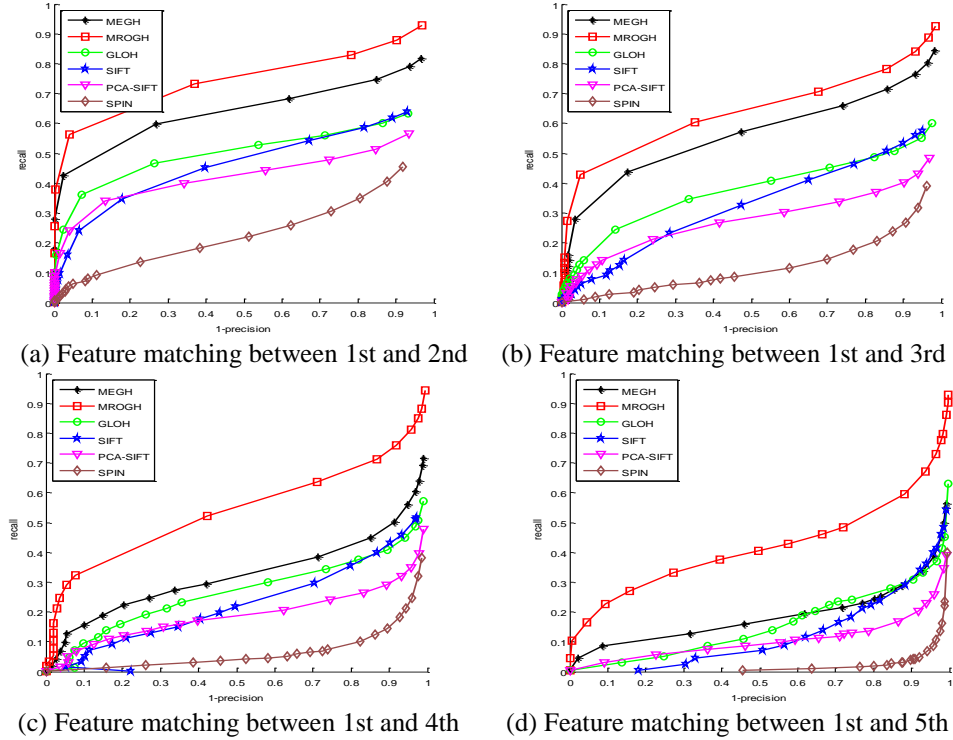 1
0.9
0.8
0.7
0.6
0.5
0.4
0.3
0.2
0.1
0
recall
MEGH
MROGH
GLOH
SIFT
PCA-SIFT
SPIN
0 0.1 0.2 0.3 0.4 0.5 0.6 0.7 0.8 0.9 1
1-precision
(a) Feature matching between 1st and 2nd
1
0.9
0.8
0.7
0.6
0.5
0.4
0.3
0.2
0.1
0
recall
MEGH
MROGH
GLOH
SIFT
PCA-SIFT
SPIN
0 0.1 0.2 0.3 0.4 0.5 0.6 0.7 0.8 0.9 1
1-precision
(b) Feature matching between 1st and 3rd
1
0.9
0.8
0.7
0.6
0.5
0.4
0.3
0.2
0.1
0
recall
MEGH
MROGH
GLOH
SIFT
PCA-SIFT
SPIN
0 0.1 0.2 0.3 0.4 0.5 0.6 0.7 0.8 0.9 1
1-precision
(c) Feature matching between 1st and 4th
1
0.9
0.8
0.7
0.6
0.5
0.4
0.3
0.2
0.1
0
recall
MEGH
MROGH
GLOH
SIFT
PCA-SIFT
SPIN
0 0.1 0.2 0.3 0.4 0.5 0.6 0.7 0.8 0.9 1
1-precision
(d) Feature matching between 1st and 5th